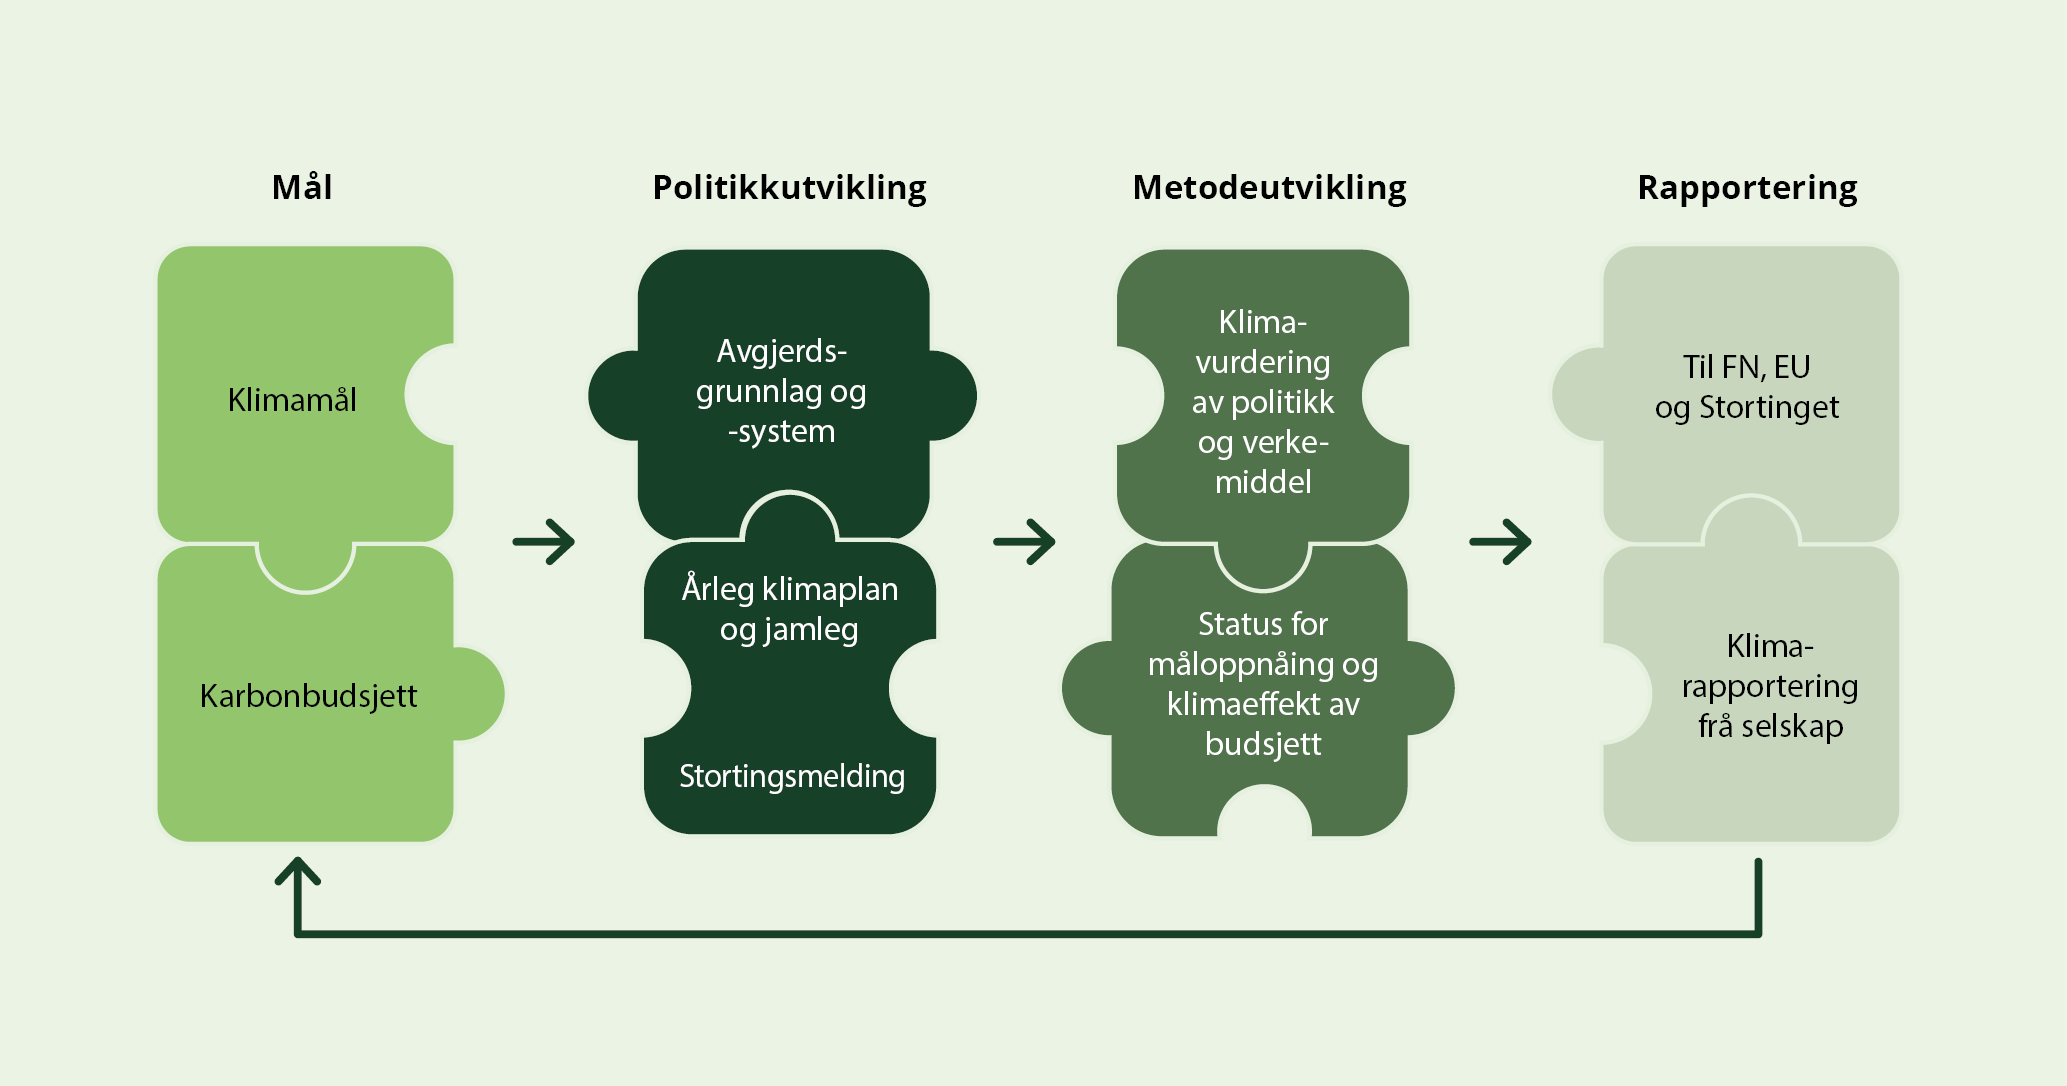 Mål
Klimamål
Karbonbudsjett
Politikkutvikling
Avgjerds-
grunnlag og
-system
Årleg klimaplan
og jamleg
Stortingsmelding
Metodeutvikling
Klima-
vurdering
av politikk
og verke-
middel
Status for
måloppnåing og
klimaeffekt av
budsjett
Rapportering
Til FN, EU
og Stortinget
Klima-
rapportering
frå selskap